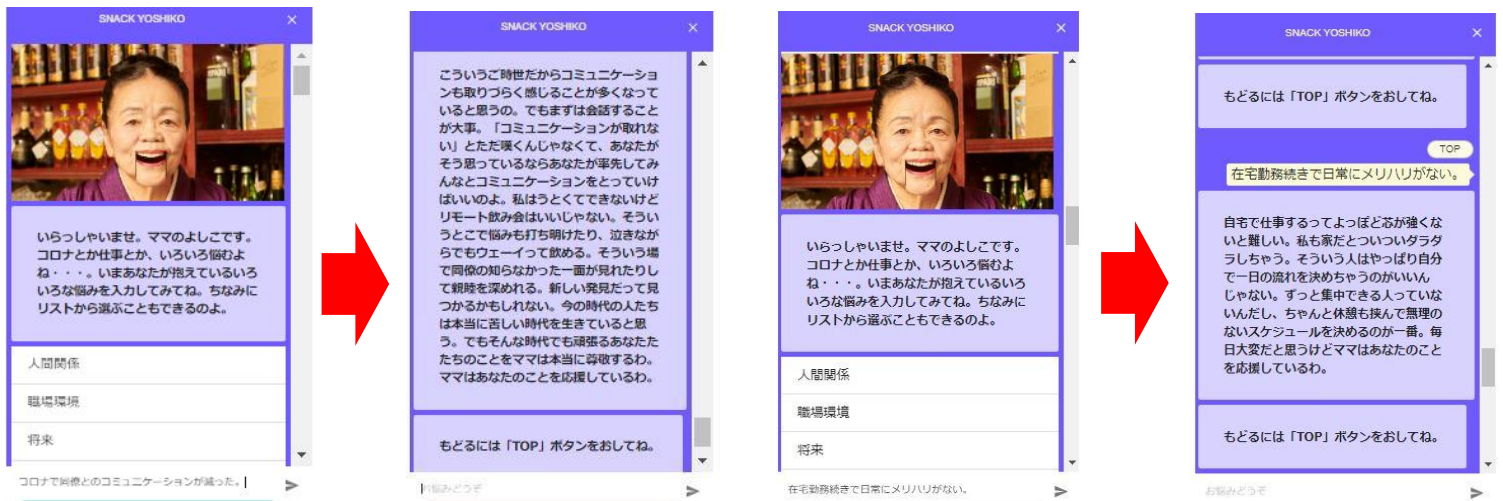 SNACK YOSHIKO ×
いらっしゃいませ。ママのよしこです。
コロナとか仕事とか、いろいろ悩むよ
ね・・・。いまあなたが抱えているいろ
いろな悩みを入力してみてね。ちなみに
リストから選ぶこともできるのよ。
人間関係
職場環境
将来
コロナで同僚とのコミュニケーションが減った。
SNACK YOSHIKO ×
こういうご時世だからコミュニケーショ
ンも取りづらく感じることが多くなって
いると思うの。でもまずは会話すること
が大事。「コミュニケーションが取れな
い」とただ嘆くんじゃなくて、あなたが
そう思っているならあなたが率先してみ
んなとコミュニケーションをとっていけ
ばいいのよ。私はうとくてできないけど
リモート飲み会はいいじゃない。そうい
うとこで悩みも打ち明けたり、泣きなが
らでもウェーイって飲める。そういう場
で同僚の知らなかった一面が見れたりし
て親睦を深めれる。新しい発見だって見
つかるかもしれない。今の時代の人たち
は本当に苦しい時代を生きていると思
う。でもそんな時代でも頑張るあなたた
たちのことをママは本当に尊敬するわ。
ママはあなたのことを応援しているわ。
もどるには「TOP」ボタンをおしてね。
お悩みどうぞ
SNACK YOSHIKO ×
いらっしゃいませ。ママのよしこです。
コロナとか仕事とか、いろいろ悩むよ
ね・・・。いまあなたが抱えているいろ
いろな悩みを入力してみてね。ちなみに
リストから選ぶこともできるのよ。
人間関係
職場環境
将来
在宅勤務続きで日常にメリハリがない。
SNACK YOSHIKO ×
もどるには「TOP」ボタンをおしてね。
TOP
在宅勤務続きで日常にメリハリがない。
自宅で仕事するってよっぽど芯が強くな
いと難しい。私も家だとついついダラダ
ラしちゃう。そういう人はやっぱり自分
で一日の流れを決めちゃうのがいいん
じゃない。ずっと集中できる人っていな
いんだし、ちゃんと休憩も挟んで無理の
ないスケジュールを決めるのが一番。毎
日大変だと思うけどママはあなたのこと
を応援しているわ。
もどるには「TOP」ボタンをおしてね。
お悩みどうぞ